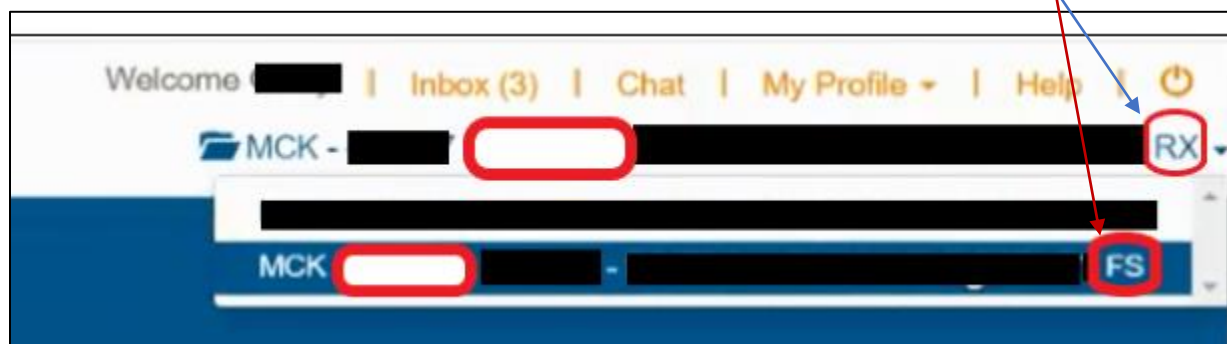 Welcome | Inbox (3) | Chat | My Profile | Help |
MCK - RX
MCK - FS